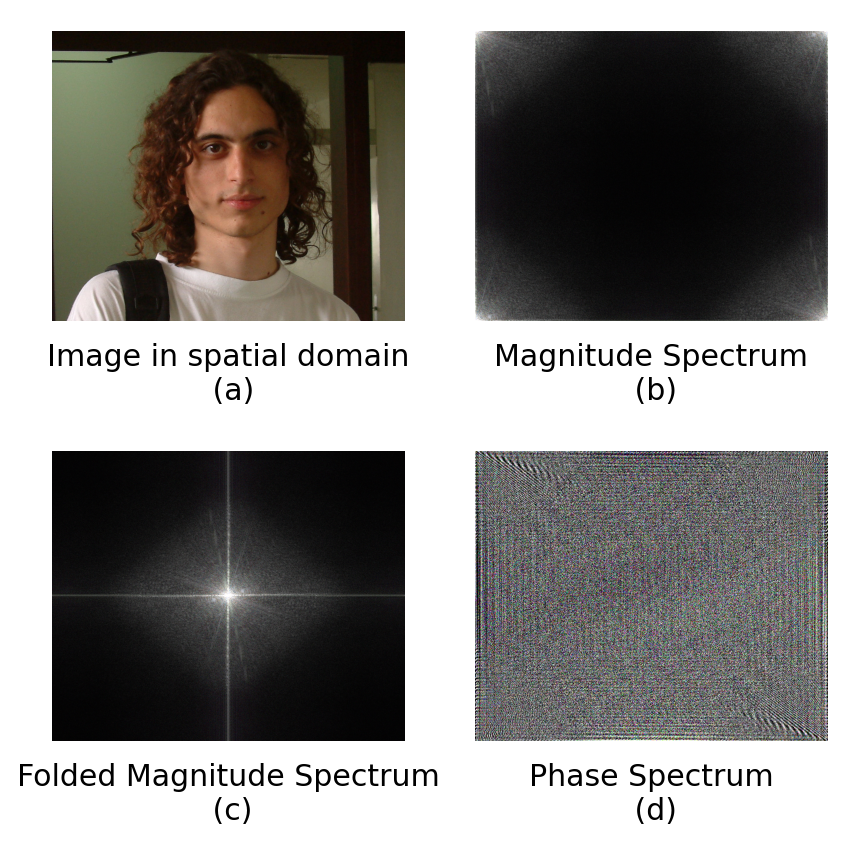 Image in spatial domain
(a)
Magnitude Spectrum
(b)
Folded Magnitude Spectrum
(c)
Phase Spectrum
(d)